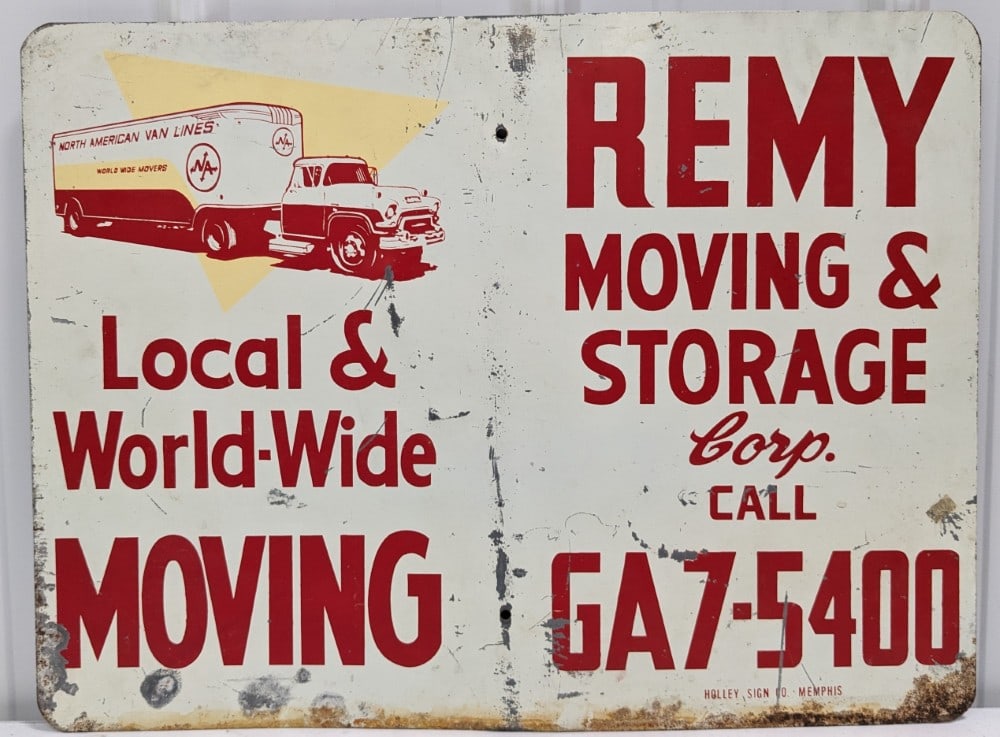 NORTH AMERICAN VAN LINES
WORLD WIDE MOVERS
NA
NA
Local &
World-Wide
MOVING
REMY
MOVING &
STORAGE
Corp.
CALL
GA7-5400
HOLLEY SIGN CO. MEMPHIS